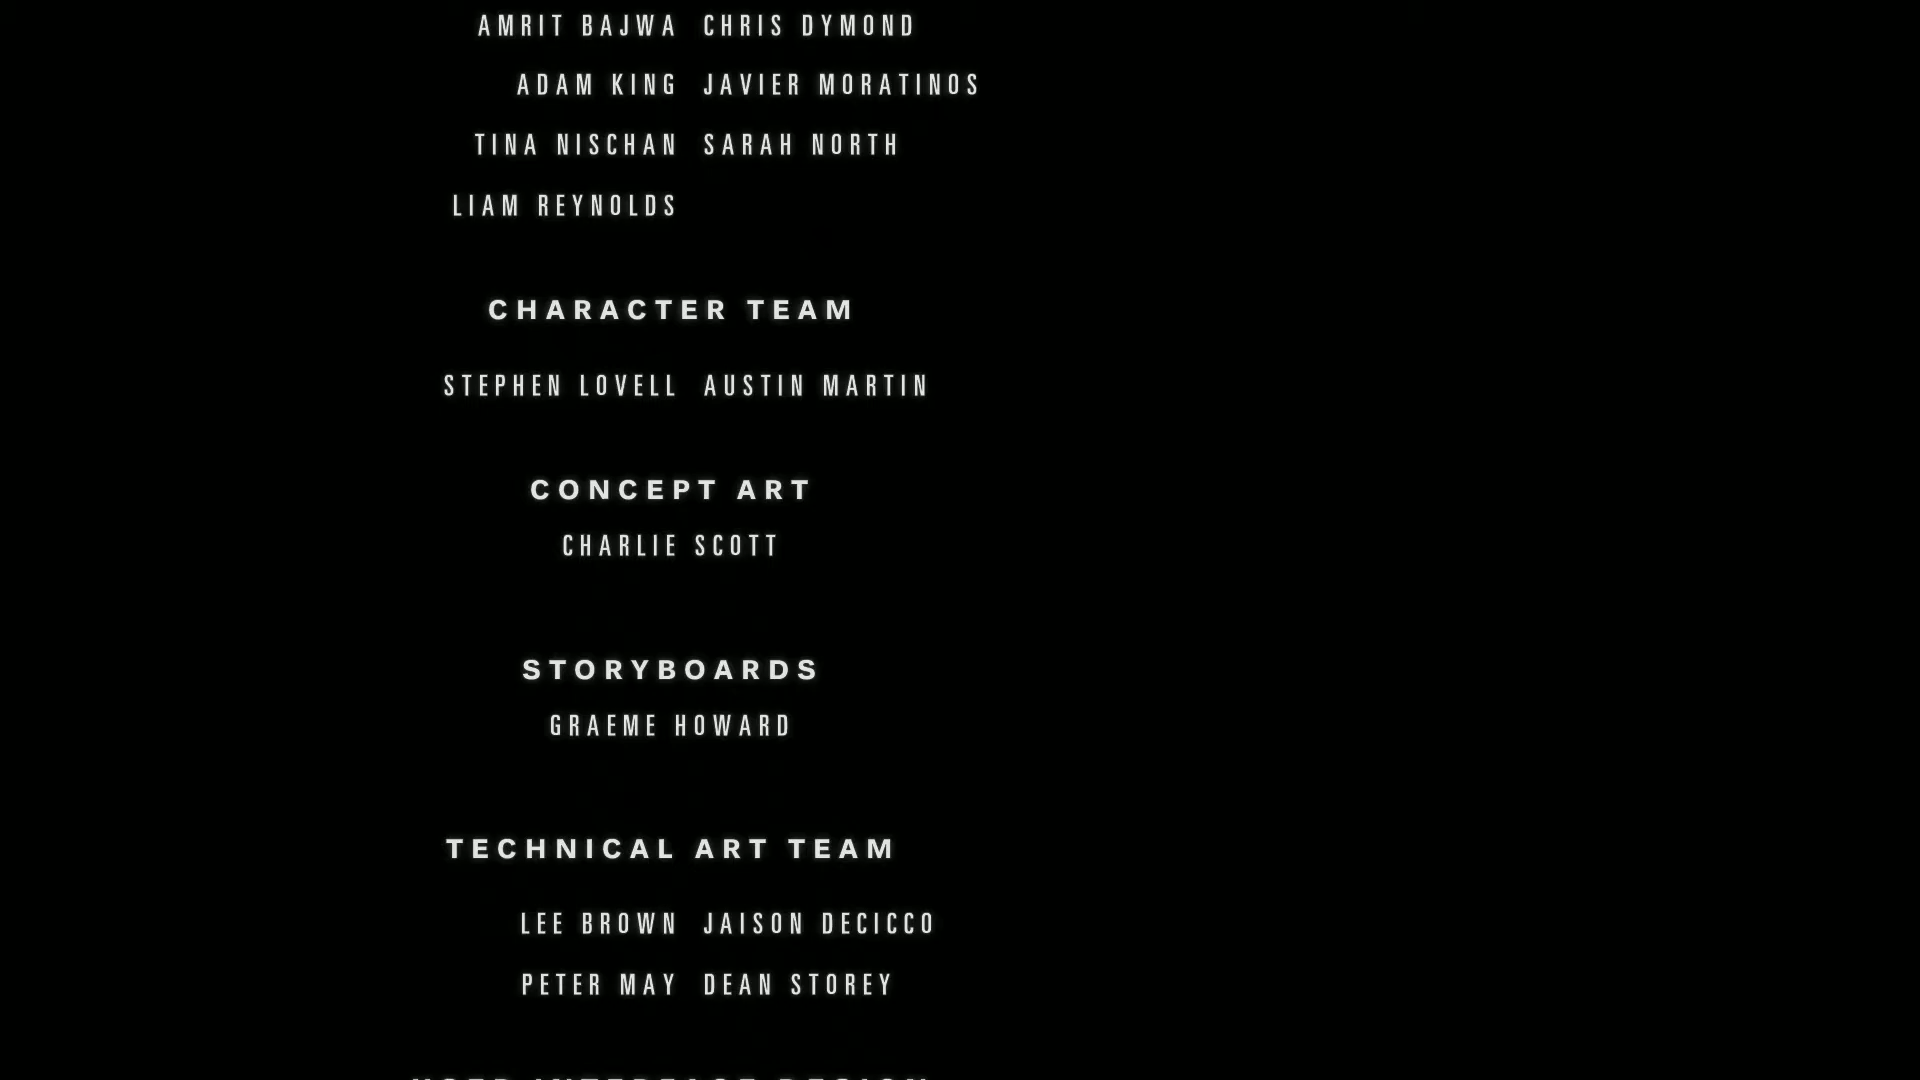 AMRIT BAJWA CHRIS DYMOND
ADAM KING JAVIER MORATINOS
TINA NISCHAN SARAH NORTH
LIAM REYNOLDS
CHARACTER TEAM
STEPHEN LOVELL AUSTIN MARTIN
CONCEPT ART
CHARLIE SCOTT
STORYBOARDS
GRAEME HOWARD
TECHNICAL ART TEAM
LEE BROWN JAISON DECICCO
PETER MAY DEAN STOREY